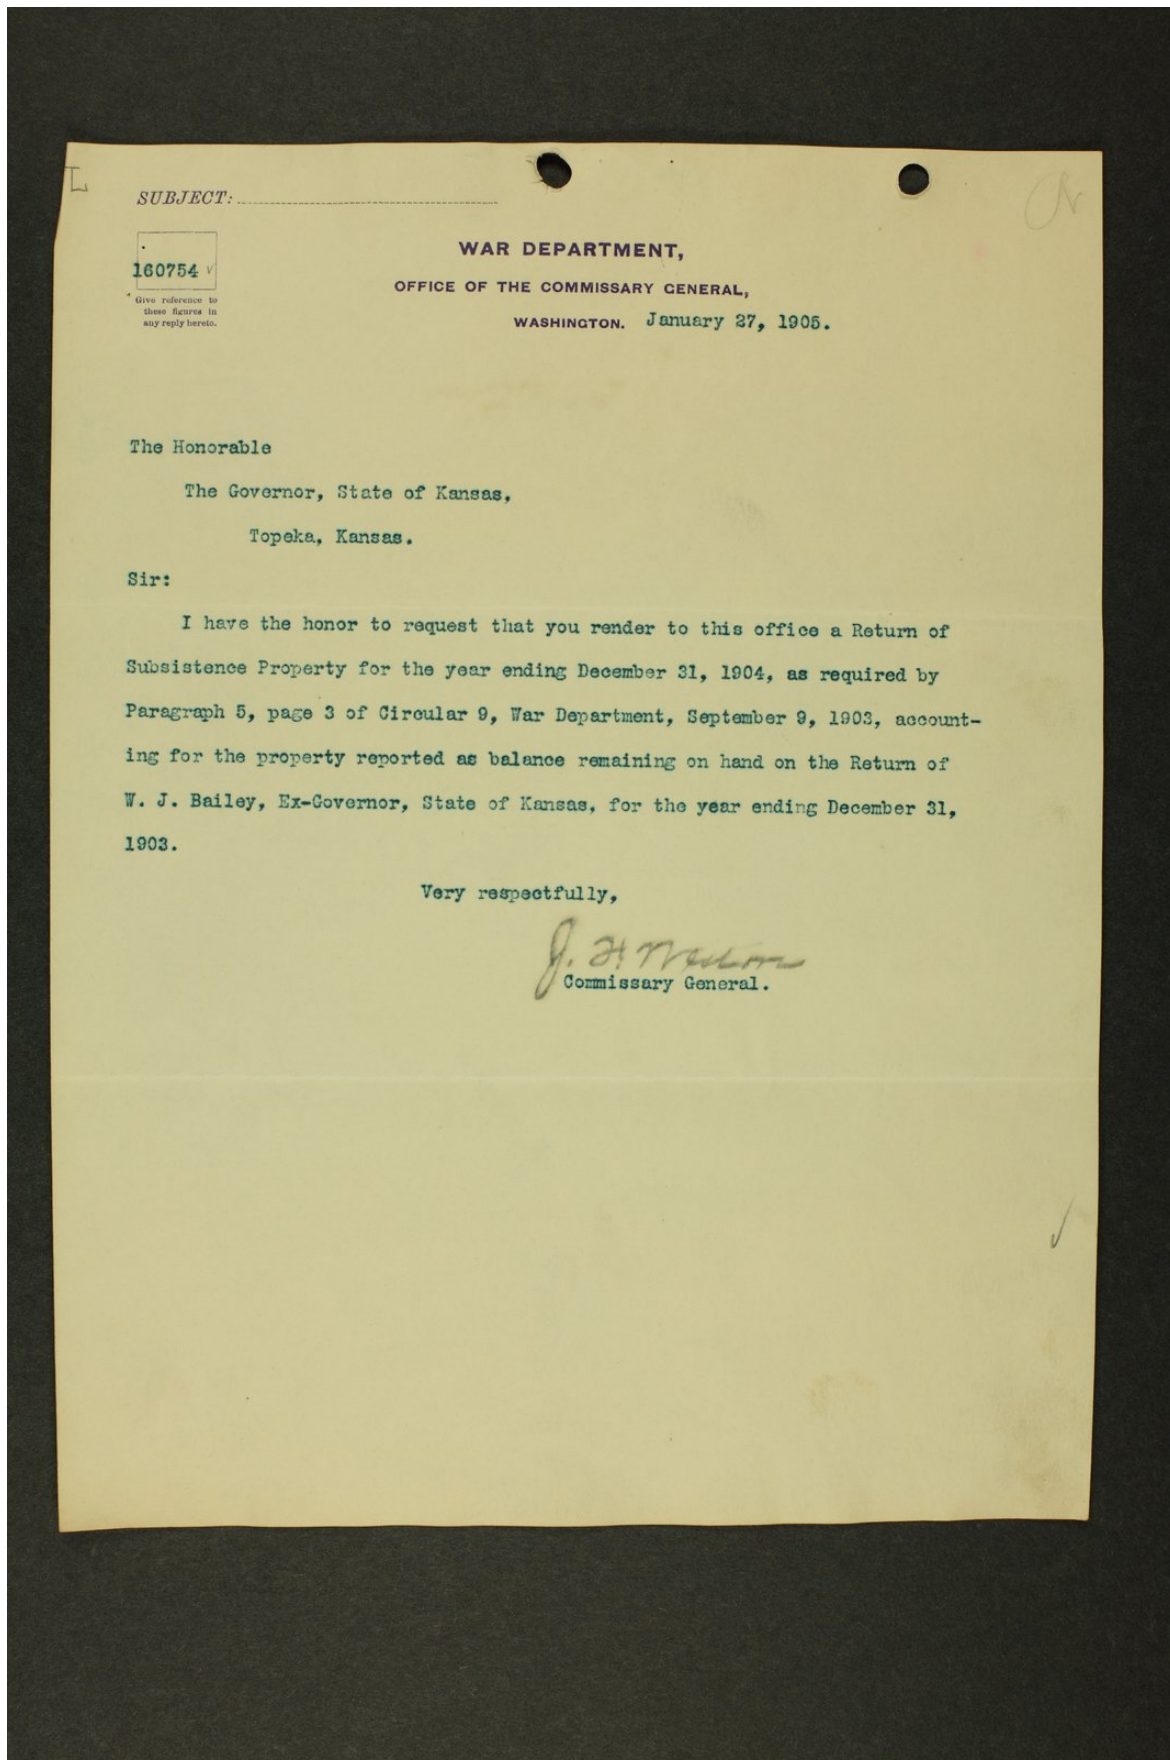 L
SUBJECT:
160754
Give reference to
these figures in
any reply hereto.
WAR DEPARTMENT,
OFFICE OF THE COMMISSARY GENERAL,
WASHINGTON. January 27, 1905.
The Honorable
The Governor, State of Kansas,
Topeka, Kansas.
Sir:
I have the honor to request that you render to this office a Return of
Subsistence Property for the year ending December 31, 1904, as required by
Paragraph 5, page 3 of Circular 9, War Department, September 9, 1903, account-
ing for the property reported as balance remaining on hand on the Return of
W. J. Bailey, Ex-Governor, State of Kansas, for the year ending December 31,
1903.
Very respectfully,
J. F. Weston
Commissary General.